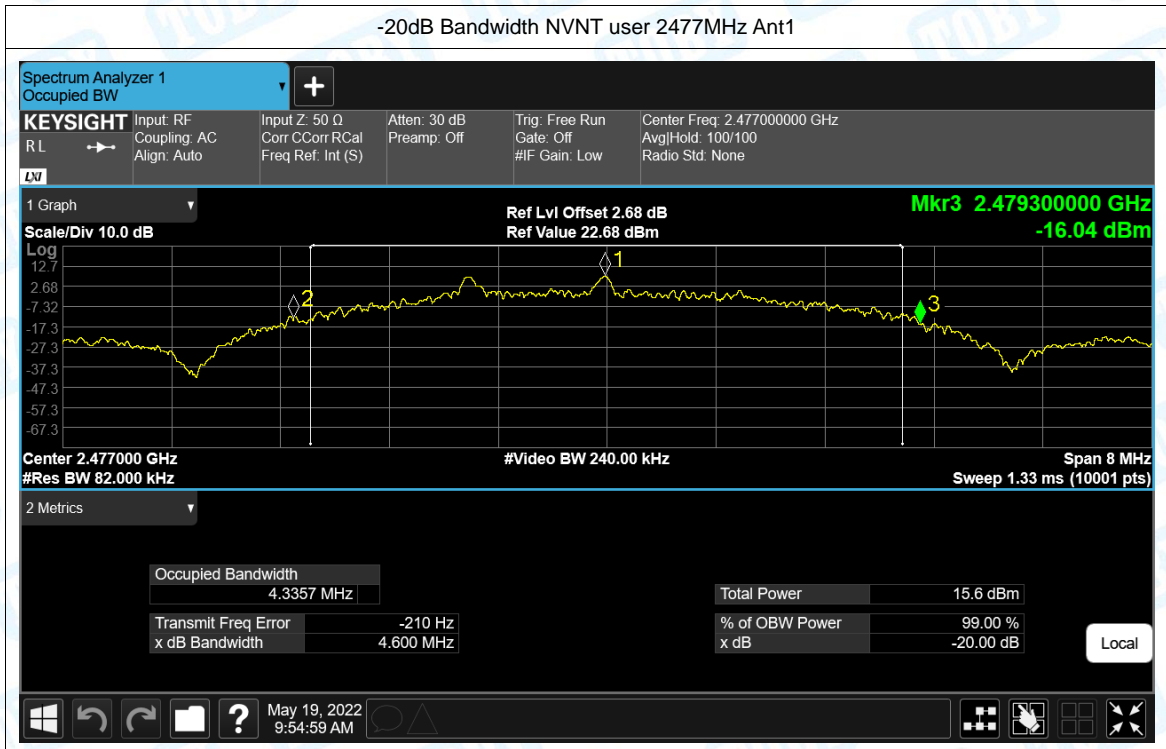 -20dB Bandwidth NVNT user 2477MHz Ant1
Spectrum Analyzer 1
Occupied BW
+
KEYSIGHT
R L
LXI
Input: RF
Coupling: AC
Align: Auto
Input Z: 50 Ω
Corr CCorr RCal
Freq Ref: Int (S)
Atten: 30 dB
Preamp: Off
Trig: Free Run
Gate: Off
#IF Gain: Low
Center Freq: 2.477000000 GHz
Avg|Hold: 100/100
Radio Std: None
1 Graph
Scale/Div 10.0 dB
Ref Lvl Offset 2.68 dB
Ref Value 22.68 dBm
Mkr3 2.479300000 GHz
-16.04 dBm
Log
12.7
2.68
-7.32
-17.3
-27.3
-37.3
-47.3
-57.3
-67.3
1
2
3
Center 2.477000 GHz
#Res BW 82.000 kHz
#Video BW 240.00 kHz
Span 8 MHz
Sweep 1.33 ms (10001 pts)
2 Metrics
Occupied Bandwidth
4.3357 MHz
Transmit Freq Error -210 Hz
x dB Bandwidth 4.600 MHz
Total Power 15.6 dBm
% of OBW Power 99.00 %
x dB -20.00 dB
Local
?
May 19, 2022
9:54:59 AM
TOBY